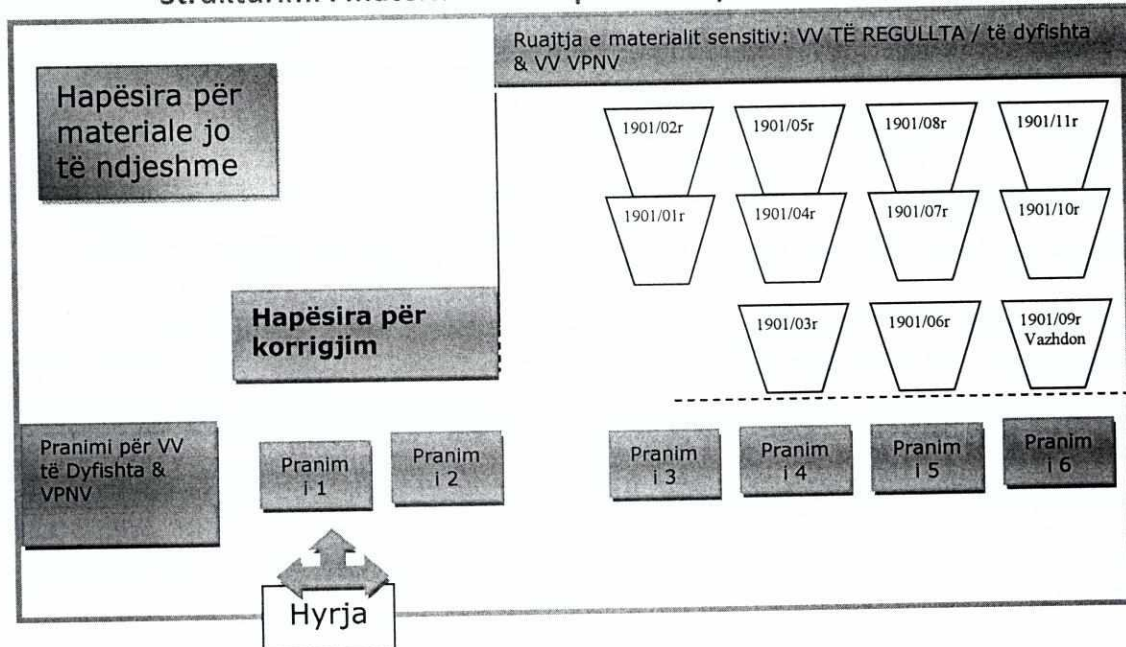 Ruajtja e materialit sensitiv: VV TË REGULLTA / të dyfishta
& VV VPNV
Hapësira për
materiale jo
të ndjeshme
1901/02r
1901/05r
1901/08r
1901/11r
1901/01r
1901/04r
1901/07r
1901/10r
Hapësira për
korrigjim
1901/03r
1901/06r
1901/09r
Vazhdon
Pranimi për VV
të Dyfishta &
VPNV
Pranim
i 1
Pranim
i 2
Pranim
i 3
Pranim
i 4
Pranim
i 5
Pranim
i 6
Hyrja